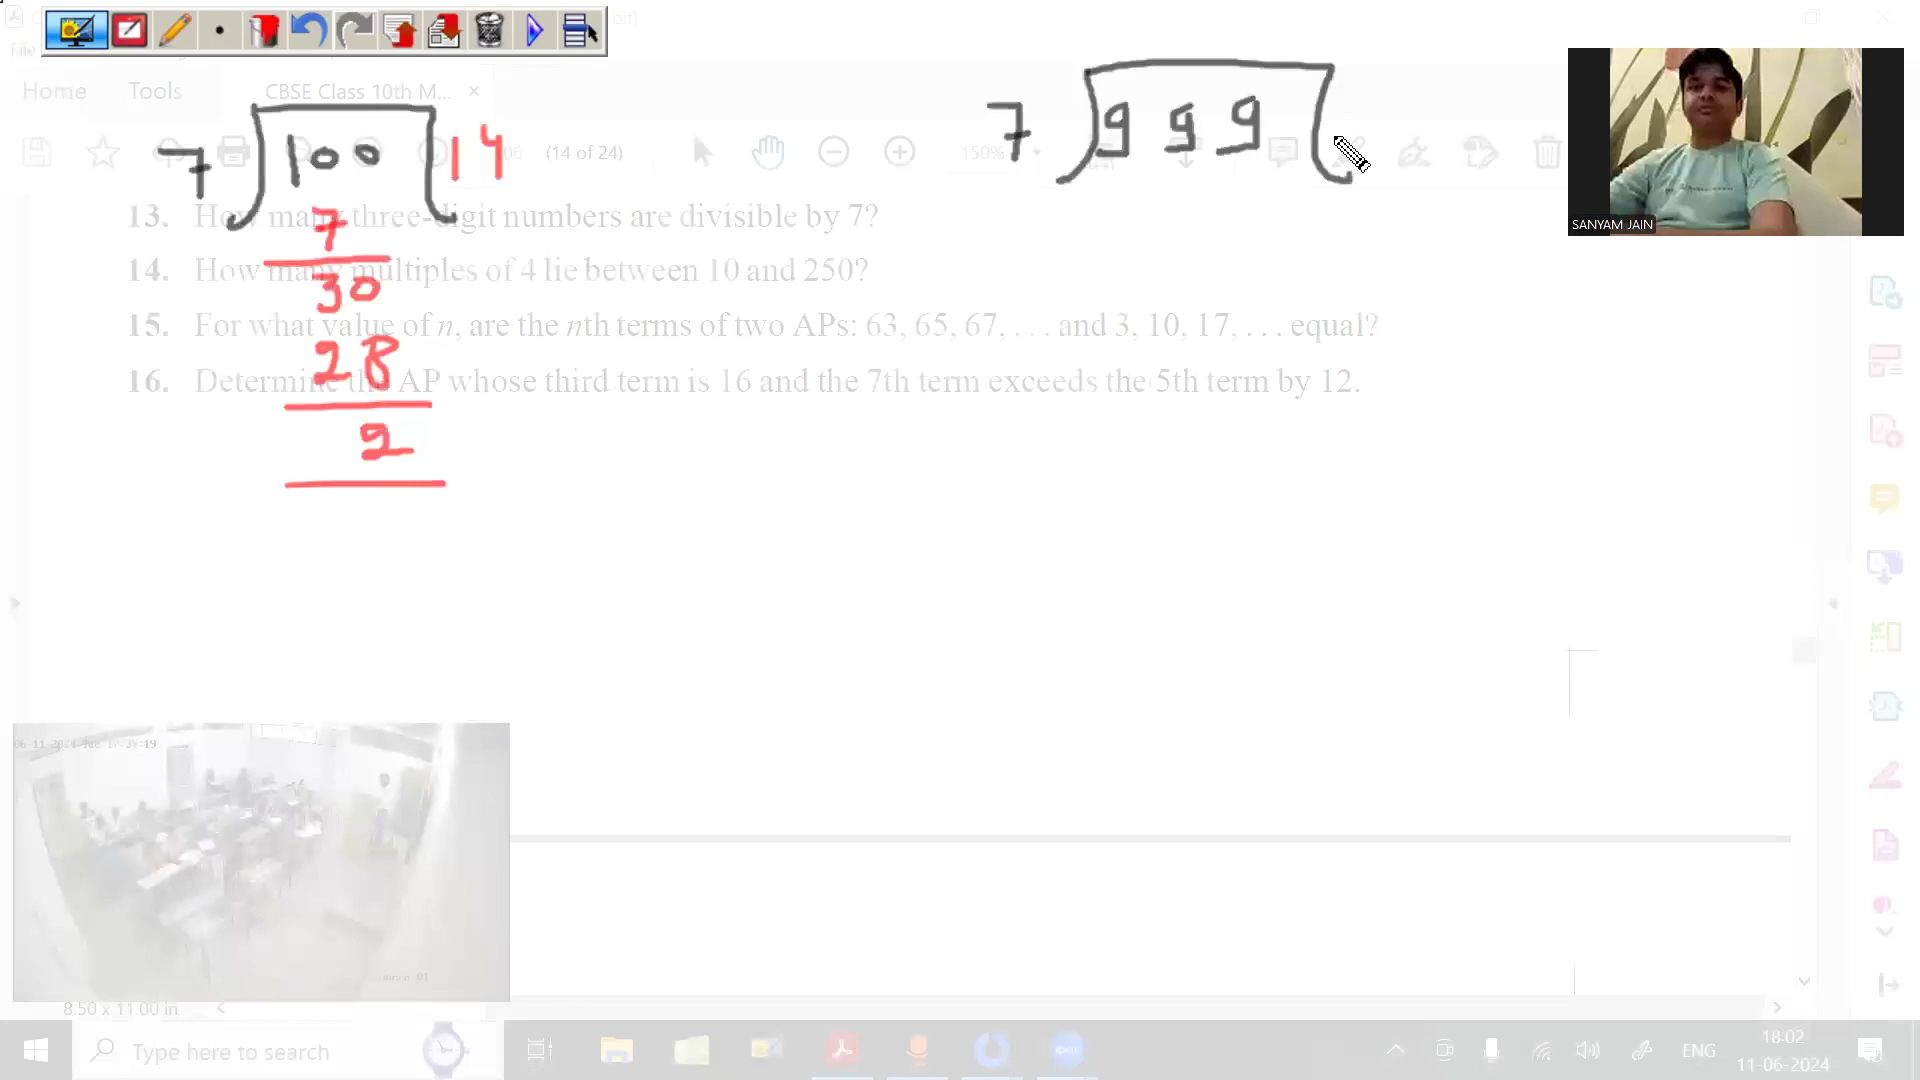 File
Home Tools CBSE Class 10th M... ×
(14 of 24) 150%
7 100 14
7
30
28
2
7 999
SANYAM JAIN
13. How many three-digit numbers are divisible by 7?
14. How many multiples of 4 lie between 10 and 250?
15. For what value of n, are the nth terms of two APs: 63, 65, 67, . . . and 3, 10, 17, . . . equal?
16. Determine the AP whose third term is 16 and the 7th term exceeds the 5th term by 12.
8.50 x 11.00 in
Type here to search
ENG
18:02
11-06-2024